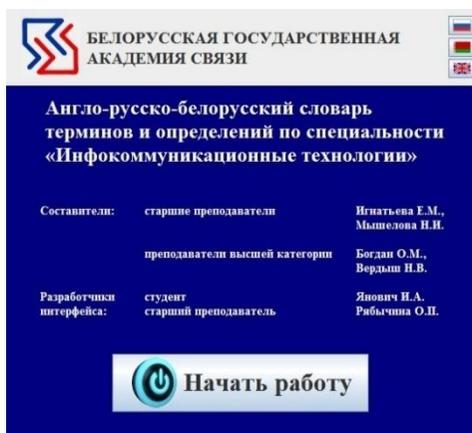 БЕЛОРУССКАЯ ГОСУДАРСТВЕННАЯ
АКАДЕМИЯ СВЯЗИ
Англо-русско-белорусский словарь
терминов и определений по специальности
«Инфокоммуникационные технологии»
Составители: старшие преподаватели Игнатьева Е.М.,
Мышелова Н.И.
преподаватели высшей категории Богдан О.М.,
Вердыш Н.В.
Разработчики студент Янович И.А.
интерфейса: старший преподаватель Рябычина О.П.
Начать работу